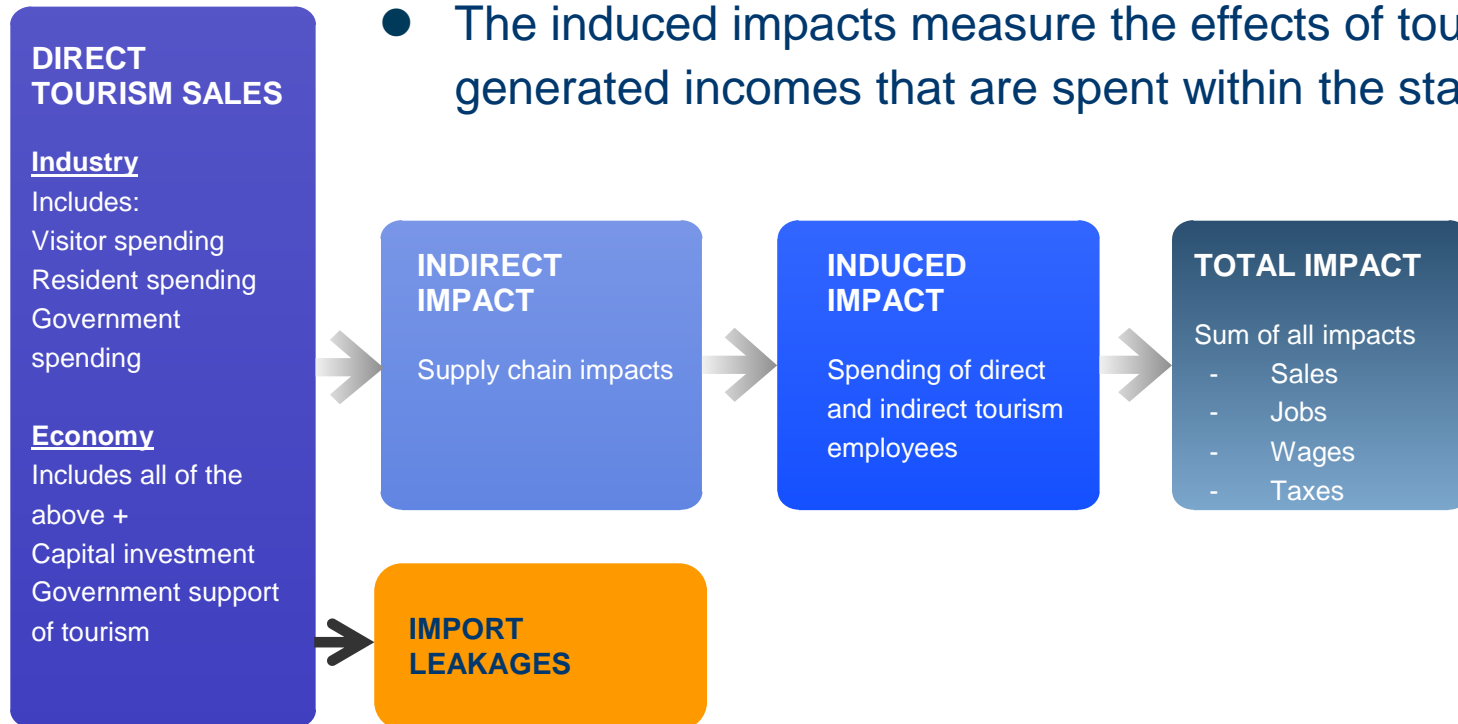 ● The induced impacts measure the effects of
generated incomes that are spent within the
DIRECT
TOURISM SALES
Industry
Includes:
Visitor spending
Resident spending
Government
spending
Economy
Includes all of the
above +
Capital investment
Government support
of tourism
INDIRECT
IMPACT
Supply chain impacts
INDUCED
IMPACT
Spending of direct
and indirect tourism
employees
TOTAL IMPACT
Sum of all impacts
- Sales
- Jobs
- Wages
- Taxes
IMPORT
LEAKAGES